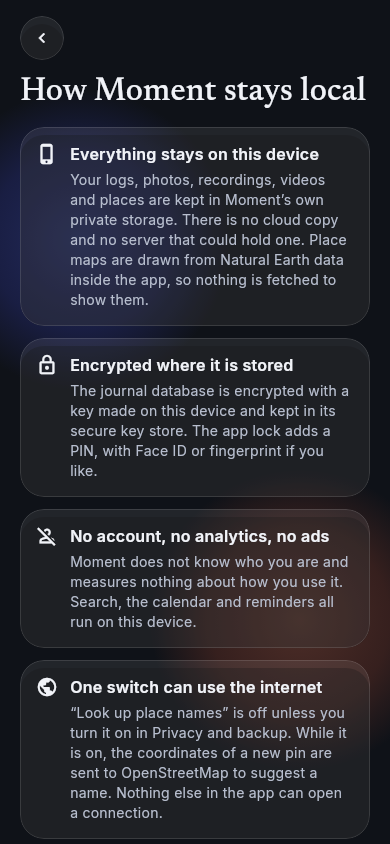 How Moment stays local
Everything stays on this device
Your logs, photos, recordings, videos
and places are kept in Moment’s own
private storage. There is no cloud copy
and no server that could hold one. Place
maps are drawn from Natural Earth data
inside the app, so nothing is fetched to
show them.
Encrypted where it is stored
The journal database is encrypted with a
key made on this device and kept in its
secure key store. The app lock adds a
PIN, with Face ID or fingerprint if you
like.
No account, no analytics, no ads
Moment does not know who you are and
measures nothing about how you use it.
Search, the calendar and reminders all
run on this device.
One switch can use the internet
“Look up place names” is off unless you
turn it on in Privacy and backup. While it
is on, the coordinates of a new pin are
sent to OpenStreetMap to suggest a
name. Nothing else in the app can open
a connection.